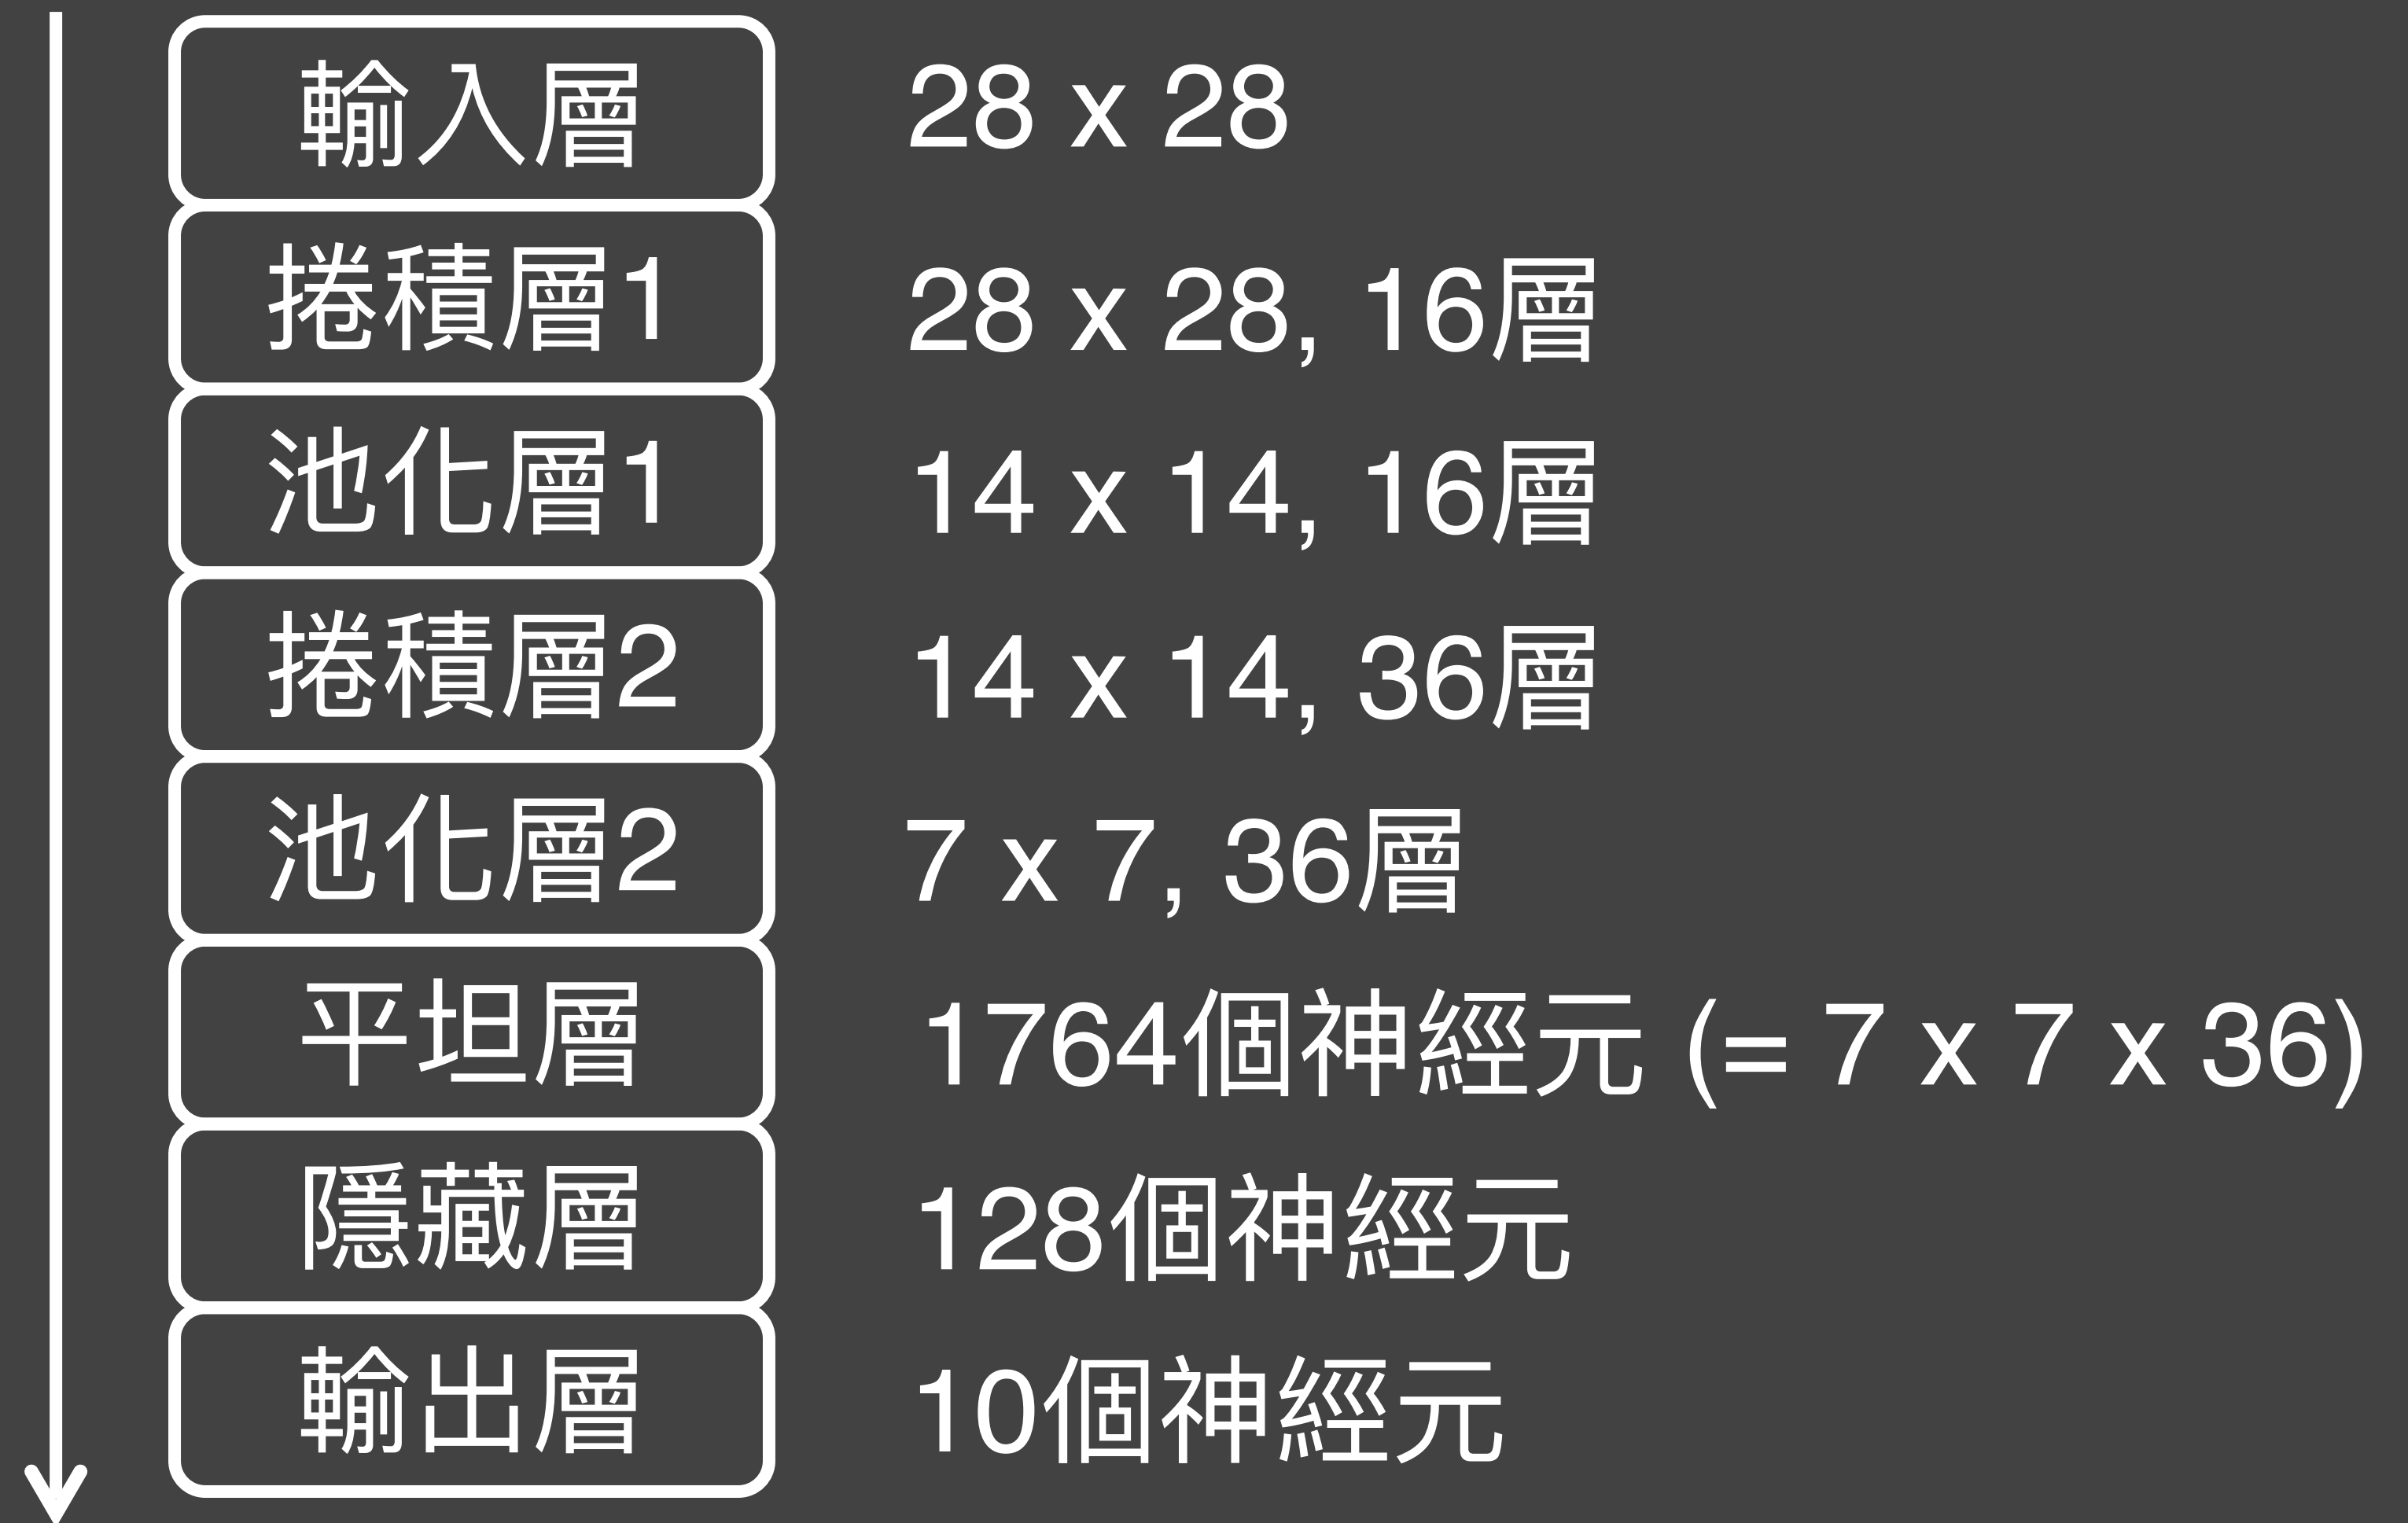 輸入層 28 x 28
捲積層1 28 x 28, 16層
池化層1 14 x 14, 16層
捲積層2 14 x 14, 36層
池化層2 7 x 7, 36層
平坦層 1764個神經元 (= 7 x 7 x 36)
隱藏層 128個神經元
輸出層 10個神經元